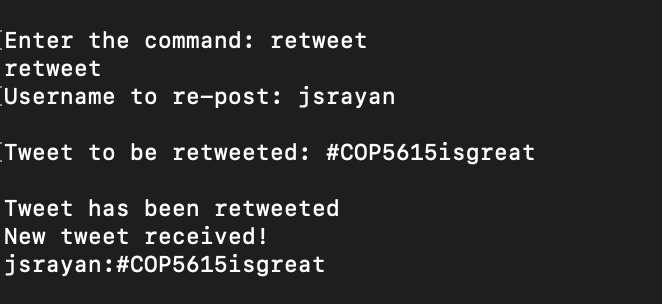 Enter the command: retweet
retweet
Username to re-post: jsrayan
Tweet to be retweeted: #COP5615isgreat
Tweet has been retweeted
New tweet received!
jsrayan:#COP5615isgreat